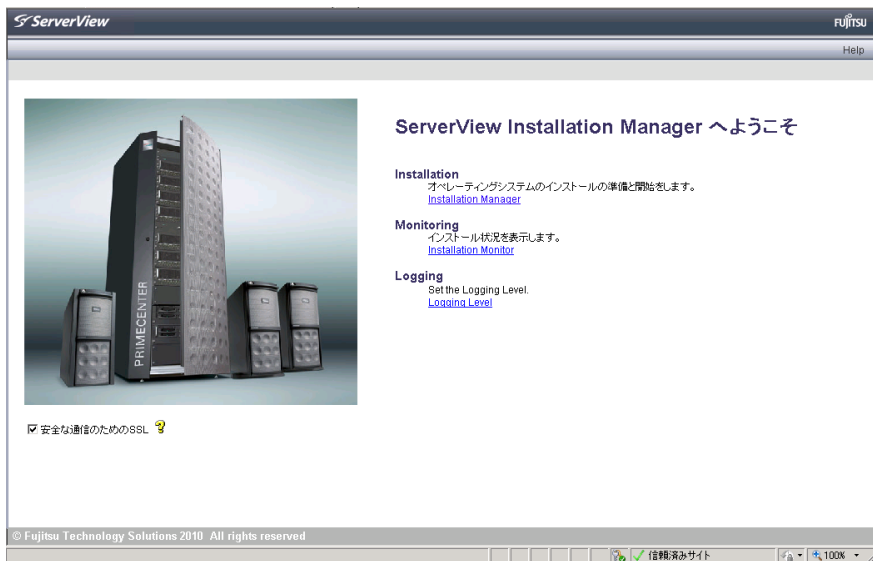 ServerView
FUJITSU
Help
ServerView Installation Manager へようこそ
Installation
オペレーティングシステムのインストールの準備と開始をします。
Installation Manager
Monitoring
インストール状況を表示します。
Installation Monitor
Logging
Set the Logging Level.
Logging Level
PRIMECENTER
安全な通信のためのSSL
© Fujitsu Technology Solutions 2010 All rights reserved
信頼済みサイト
100%